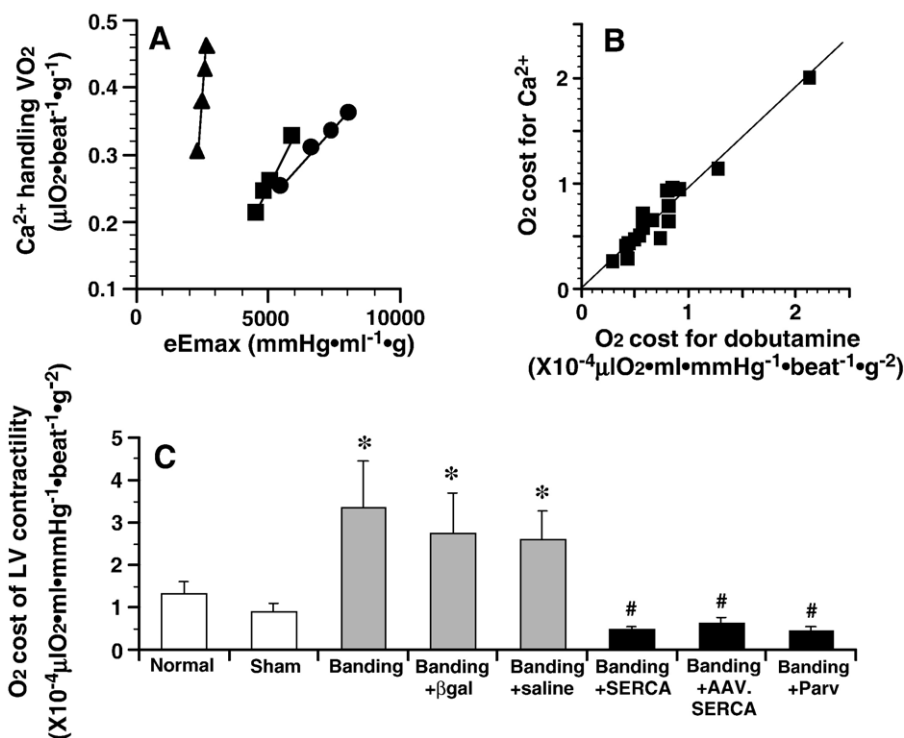 A
Ca²⁺ handling VO₂
(μlO₂•beat⁻¹•g⁻¹)
0.5
0.4
0.3
0.2
0.1
0
5000
10000
eEmax (mmHg•ml⁻¹•g)
B
O₂ cost for Ca²⁺
2
1
0
0
1
2
O₂ cost for dobutamine
(X10⁻⁴μlO₂•ml•mmHg⁻¹•beat⁻¹•g⁻²)
C
O₂ cost of LV contractility
(X10⁻⁴μlO₂•ml•mmHg⁻¹•beat⁻¹•g⁻²)
5
4
3
2
1
0
*
*
*
#
#
#
Normal
Sham
Banding
Banding
+βgal
Banding
+saline
Banding
+SERCA
Banding
+AAV.
SERCA
Banding
+Parv